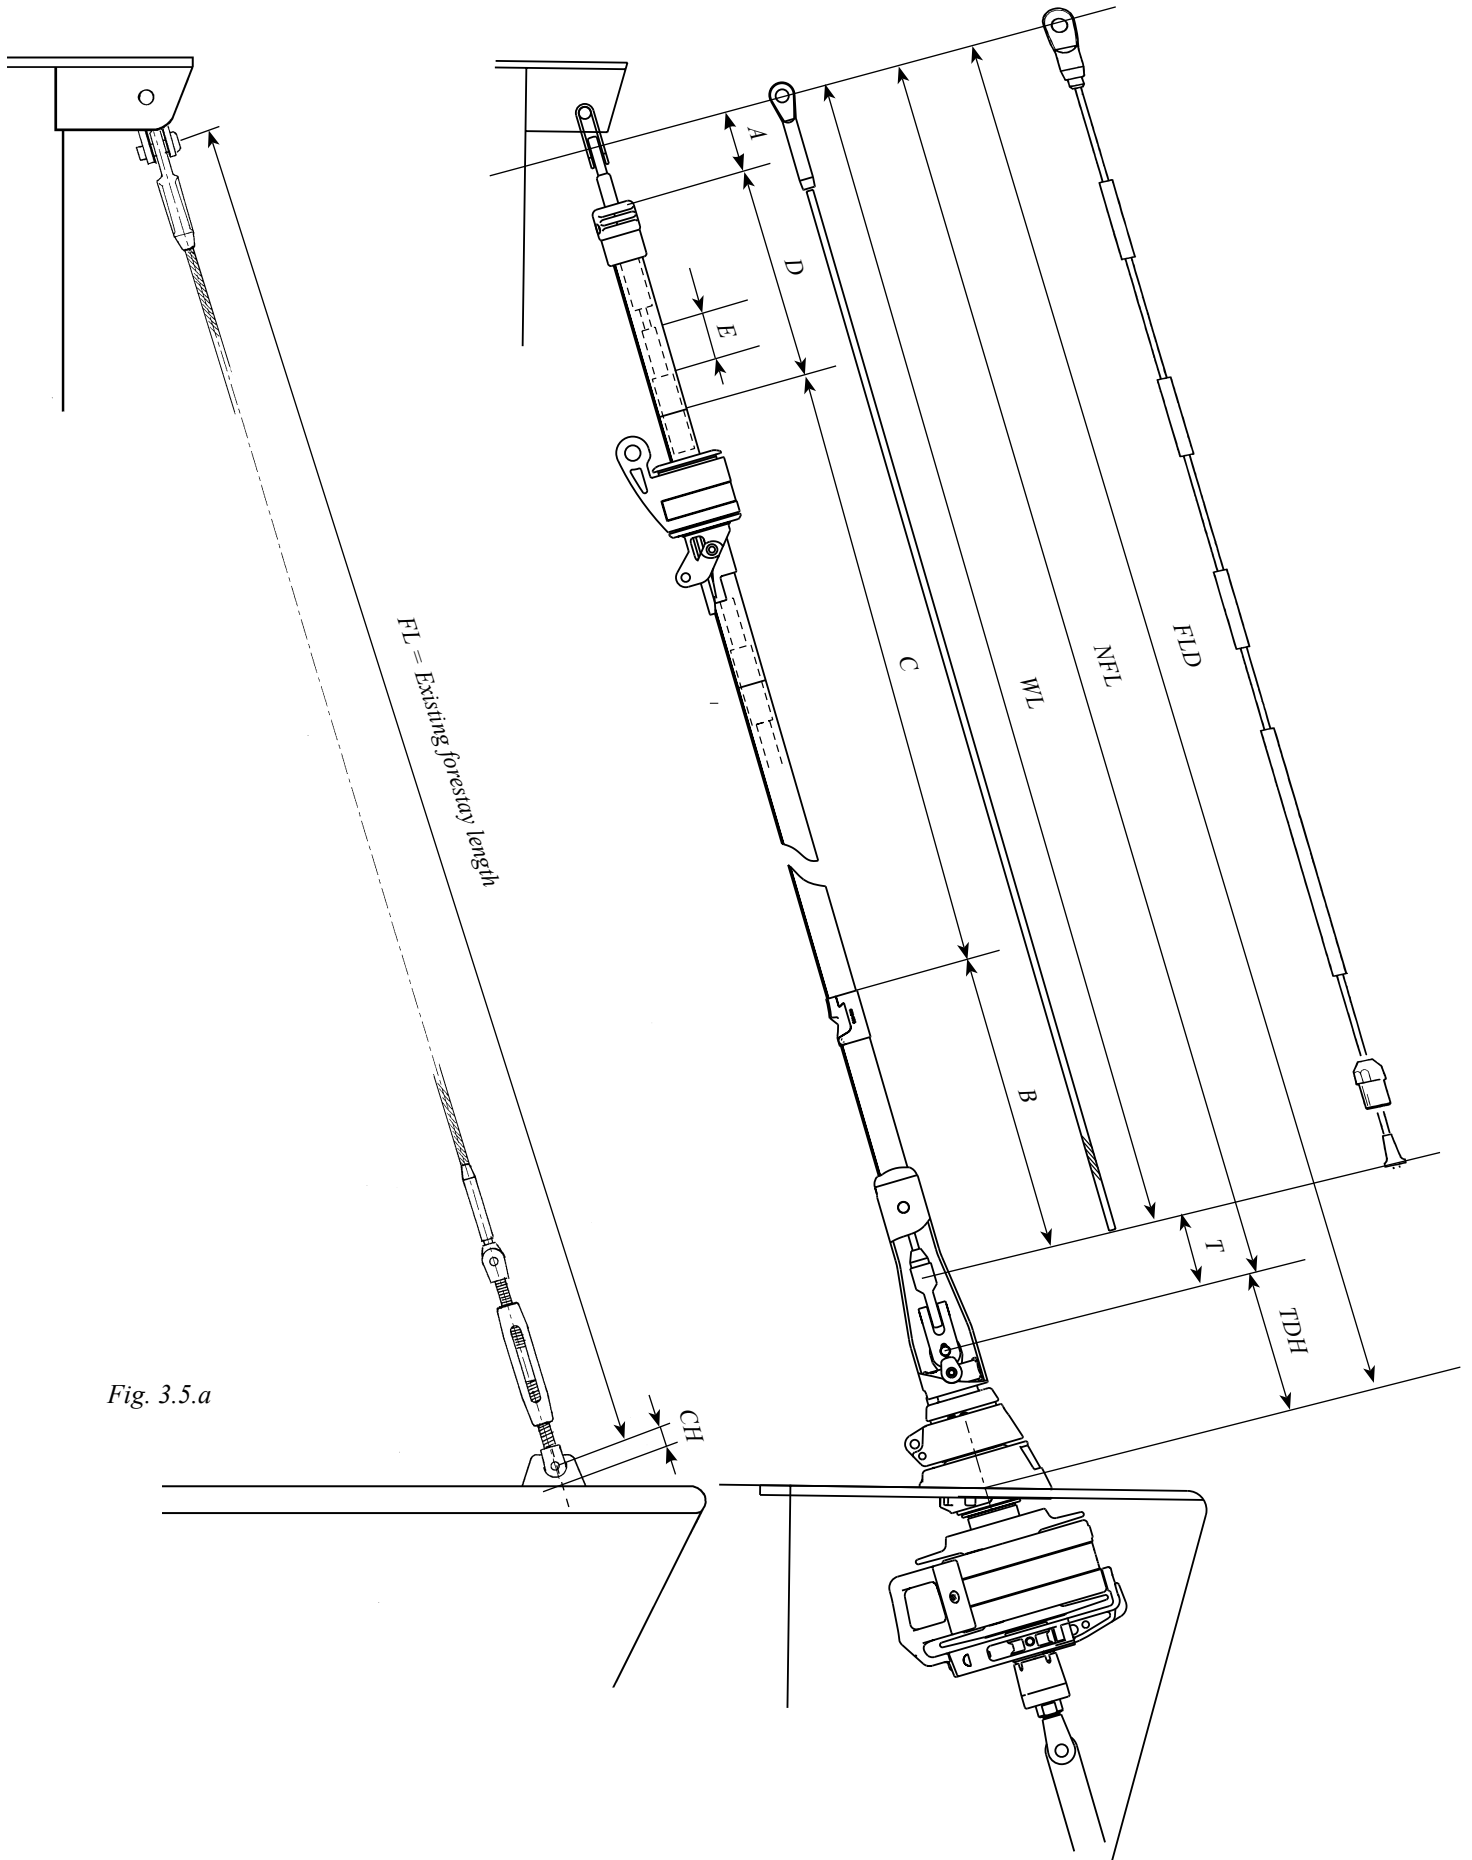 A
D
E
FL = Existing forestay length
C
WL
NFL
FLD
B
T
TDH
CH
Fig. 3.5.a